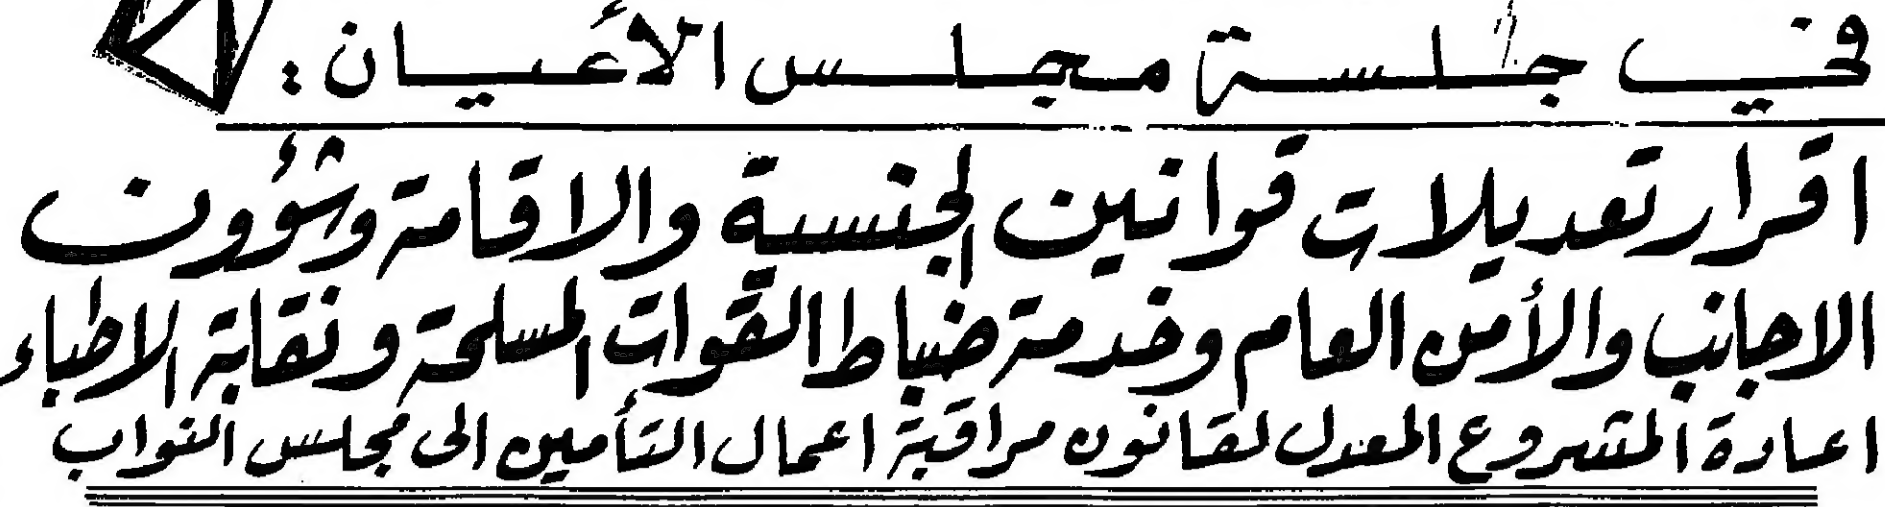 في جلسة مجلس الأعيان :
اقرار تعديلات قوانين الجنسية والاقامة وشؤون
الاجانب والأمن العام وخدمة ضباط القوات المسلحة ونقابة الاطباء
اعادة المشروع المعدل لقانون مراقبة اعمال التأمين الى مجلس النواب